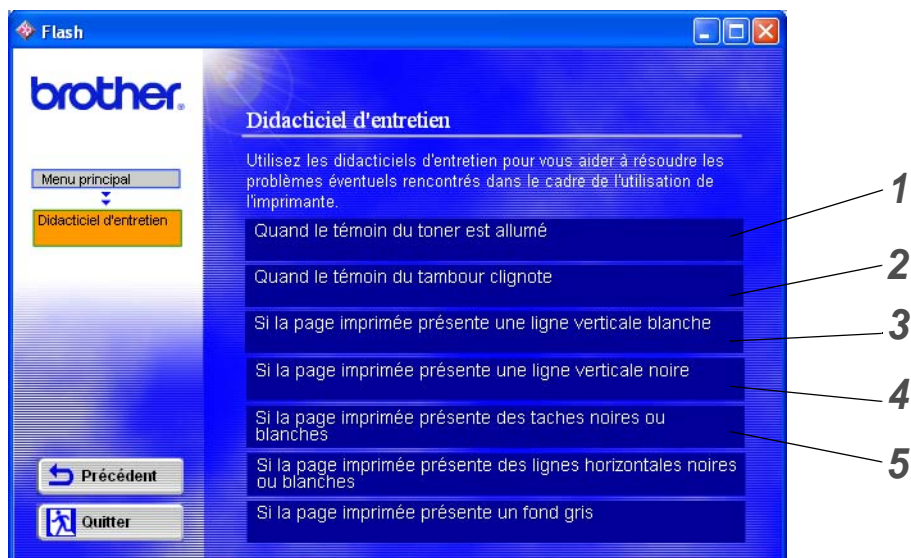 Flash
brother.
Menu principal
Didacticiel d'entretien
Didacticiel d'entretien
Utilisez les didacticiels d'entretien pour vous aider à résoudre les
problèmes éventuels rencontrés dans le cadre de l'utilisation de
l'imprimante.
Quand le témoin du toner est allumé
Quand le témoin du tambour clignote
Si la page imprimée présente une ligne verticale blanche
Si la page imprimée présente une ligne verticale noire
Si la page imprimée présente des taches noires ou
blanches
Si la page imprimée présente des lignes horizontales noires
ou blanches
Si la page imprimée présente un fond gris
Précédent
Quitter
1
2
3
4
5